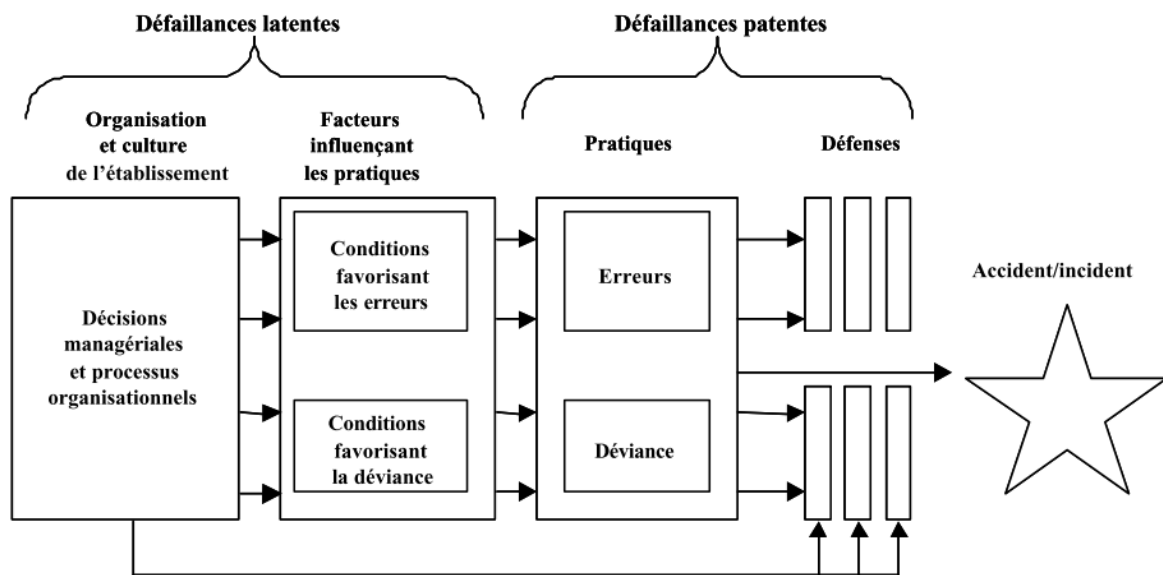 Défaillances latentes
Défaillances patentes
Organisation
et culture
de l'établissement
Facteurs
influençant
les pratiques
Pratiques
Défenses
Décisions
managériales
et processus
organisationnels
Conditions
favorisant
les erreurs
Conditions
favorisant
la déviance
Erreurs
Déviance
Accident/incident